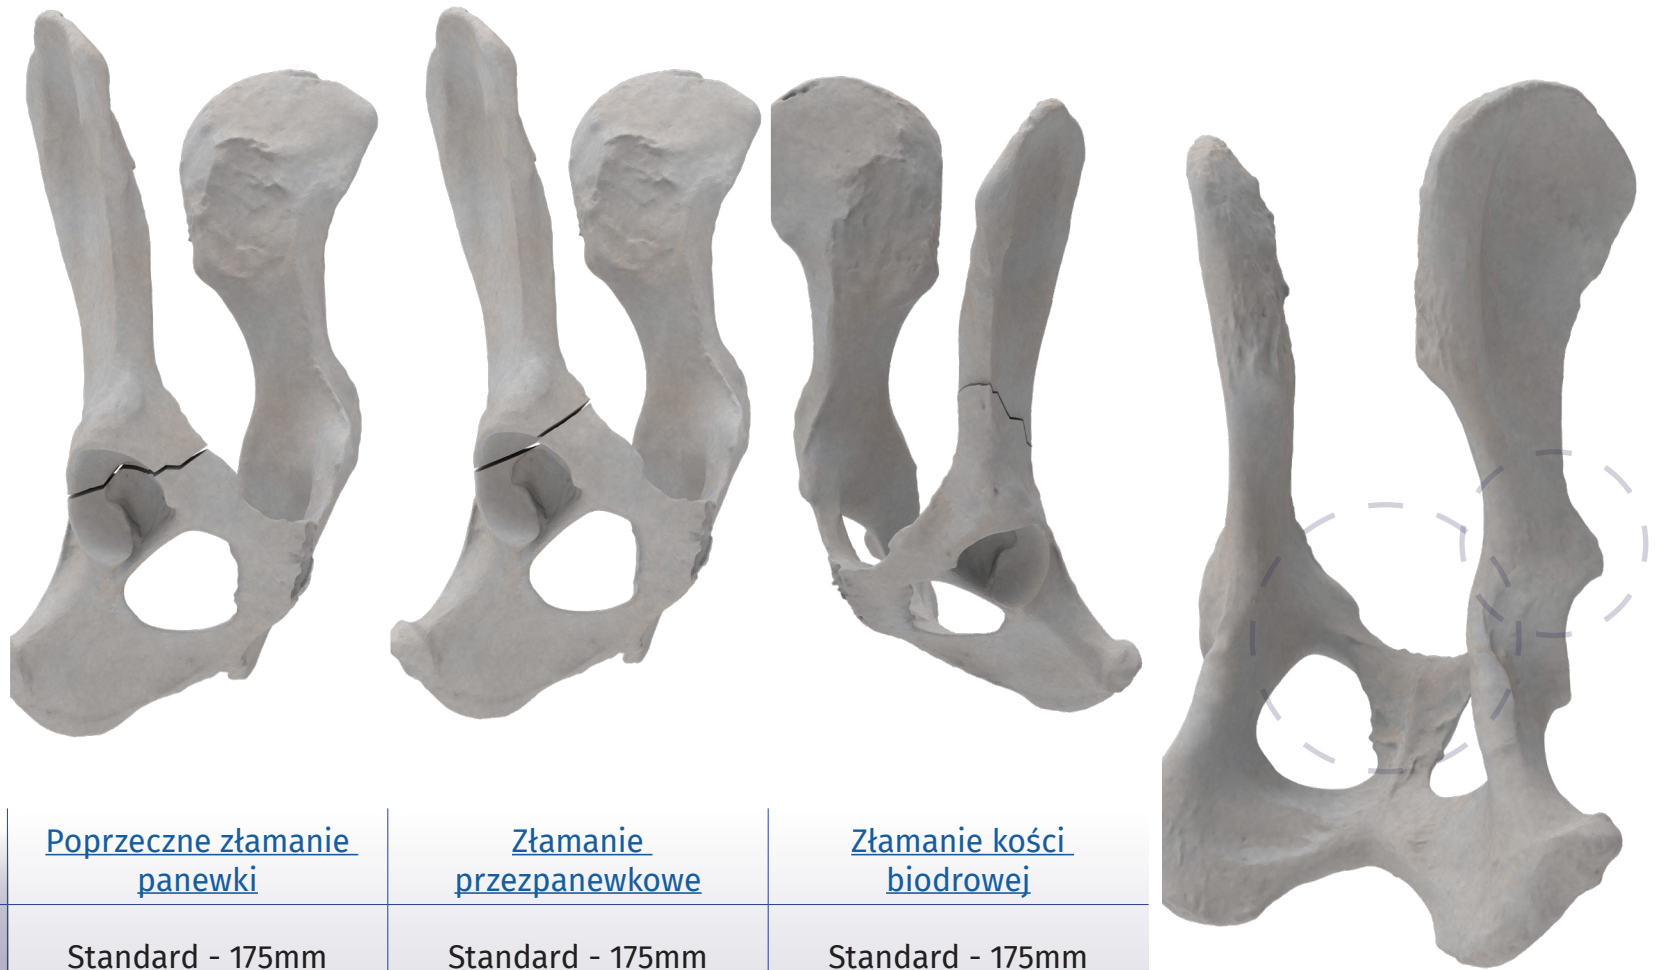 Poprzeczne złamanie
panewki
Złamanie
przezpanewkowe
Złamanie kości
biodrowej
Standard - 175mm
Standard - 175mm
Standard - 175mm